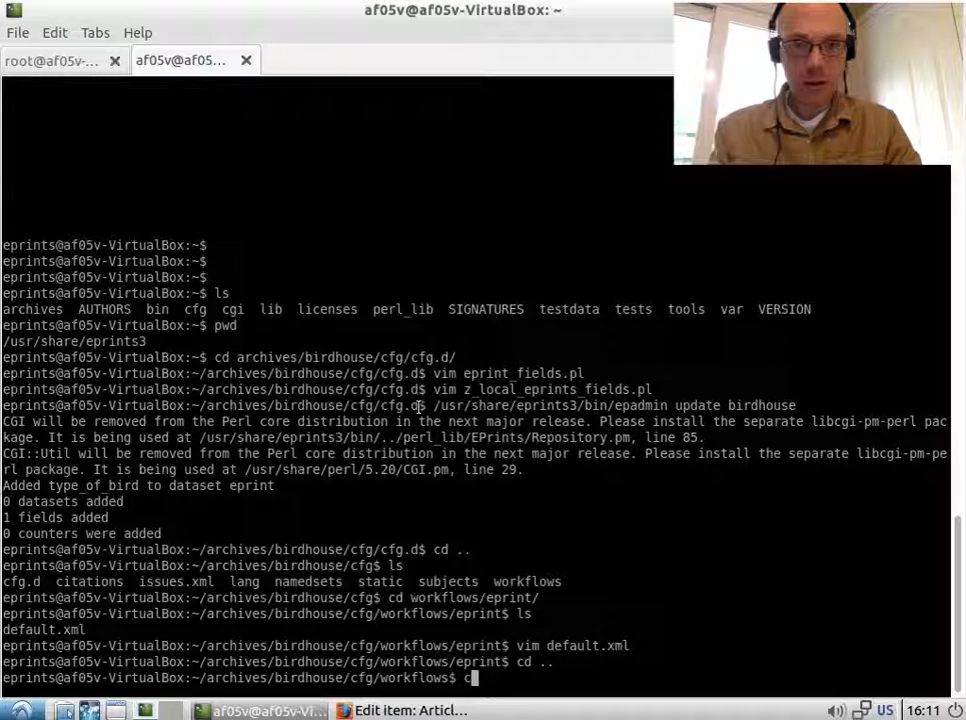 af05v@af05v-VirtualBox: ~
File Edit Tabs Help
root@af05v-...
af05v@af05...
eprints@af05v-VirtualBox:~$
eprints@af05v-VirtualBox:~$
eprints@af05v-VirtualBox:~$
eprints@af05v-VirtualBox:~$ ls
archives AUTHORS bin cfg cgi lib licenses perl_lib SIGNATURES testdata tests tools var VERSION
eprints@af05v-VirtualBox:~$ pwd
/usr/share/eprints3
eprints@af05v-VirtualBox:~$ cd archives/birdhouse/cfg/cfg.d/
eprints@af05v-VirtualBox:~/archives/birdhouse/cfg/cfg.d$ vim eprint_fields.pl
eprints@af05v-VirtualBox:~/archives/birdhouse/cfg/cfg.d$ vim z_local_eprints_fields.pl
eprints@af05v-VirtualBox:~/archives/birdhouse/cfg/cfg.d$ /usr/share/eprints3/bin/epadmin update birdhouse
CGI will be removed from the Perl core distribution in the next major release. Please install the separate libcgi-pm-perl pac
kage. It is being used at /usr/share/eprints3/bin/../perl_lib/EPrints/Repository.pm, line 85.
CGI::Util will be removed from the Perl core distribution in the next major release. Please install the separate libcgi-pm-pe
rl package. It is being used at /usr/share/perl/5.20/CGI.pm, line 29.
Added type_of_bird to dataset eprint
0 datasets added
1 fields added
0 counters were added
eprints@af05v-VirtualBox:~/archives/birdhouse/cfg/cfg.d$ cd ..
eprints@af05v-VirtualBox:~/archives/birdhouse/cfg$ ls
cfg.d citations issues.xml lang namedsets static subjects workflows
eprints@af05v-VirtualBox:~/archives/birdhouse/cfg$ cd workflows/eprint/
eprints@af05v-VirtualBox:~/archives/birdhouse/cfg/workflows/eprint$ ls
default.xml
eprints@af05v-VirtualBox:~/archives/birdhouse/cfg/workflows/eprint$ vim default.xml
eprints@af05v-VirtualBox:~/archives/birdhouse/cfg/workflows/eprint$ cd ..
eprints@af05v-VirtualBox:~/archives/birdhouse/cfg/workflows$ c
af05v@af05v-Vi...
Edit item: Articl...
US
16:11